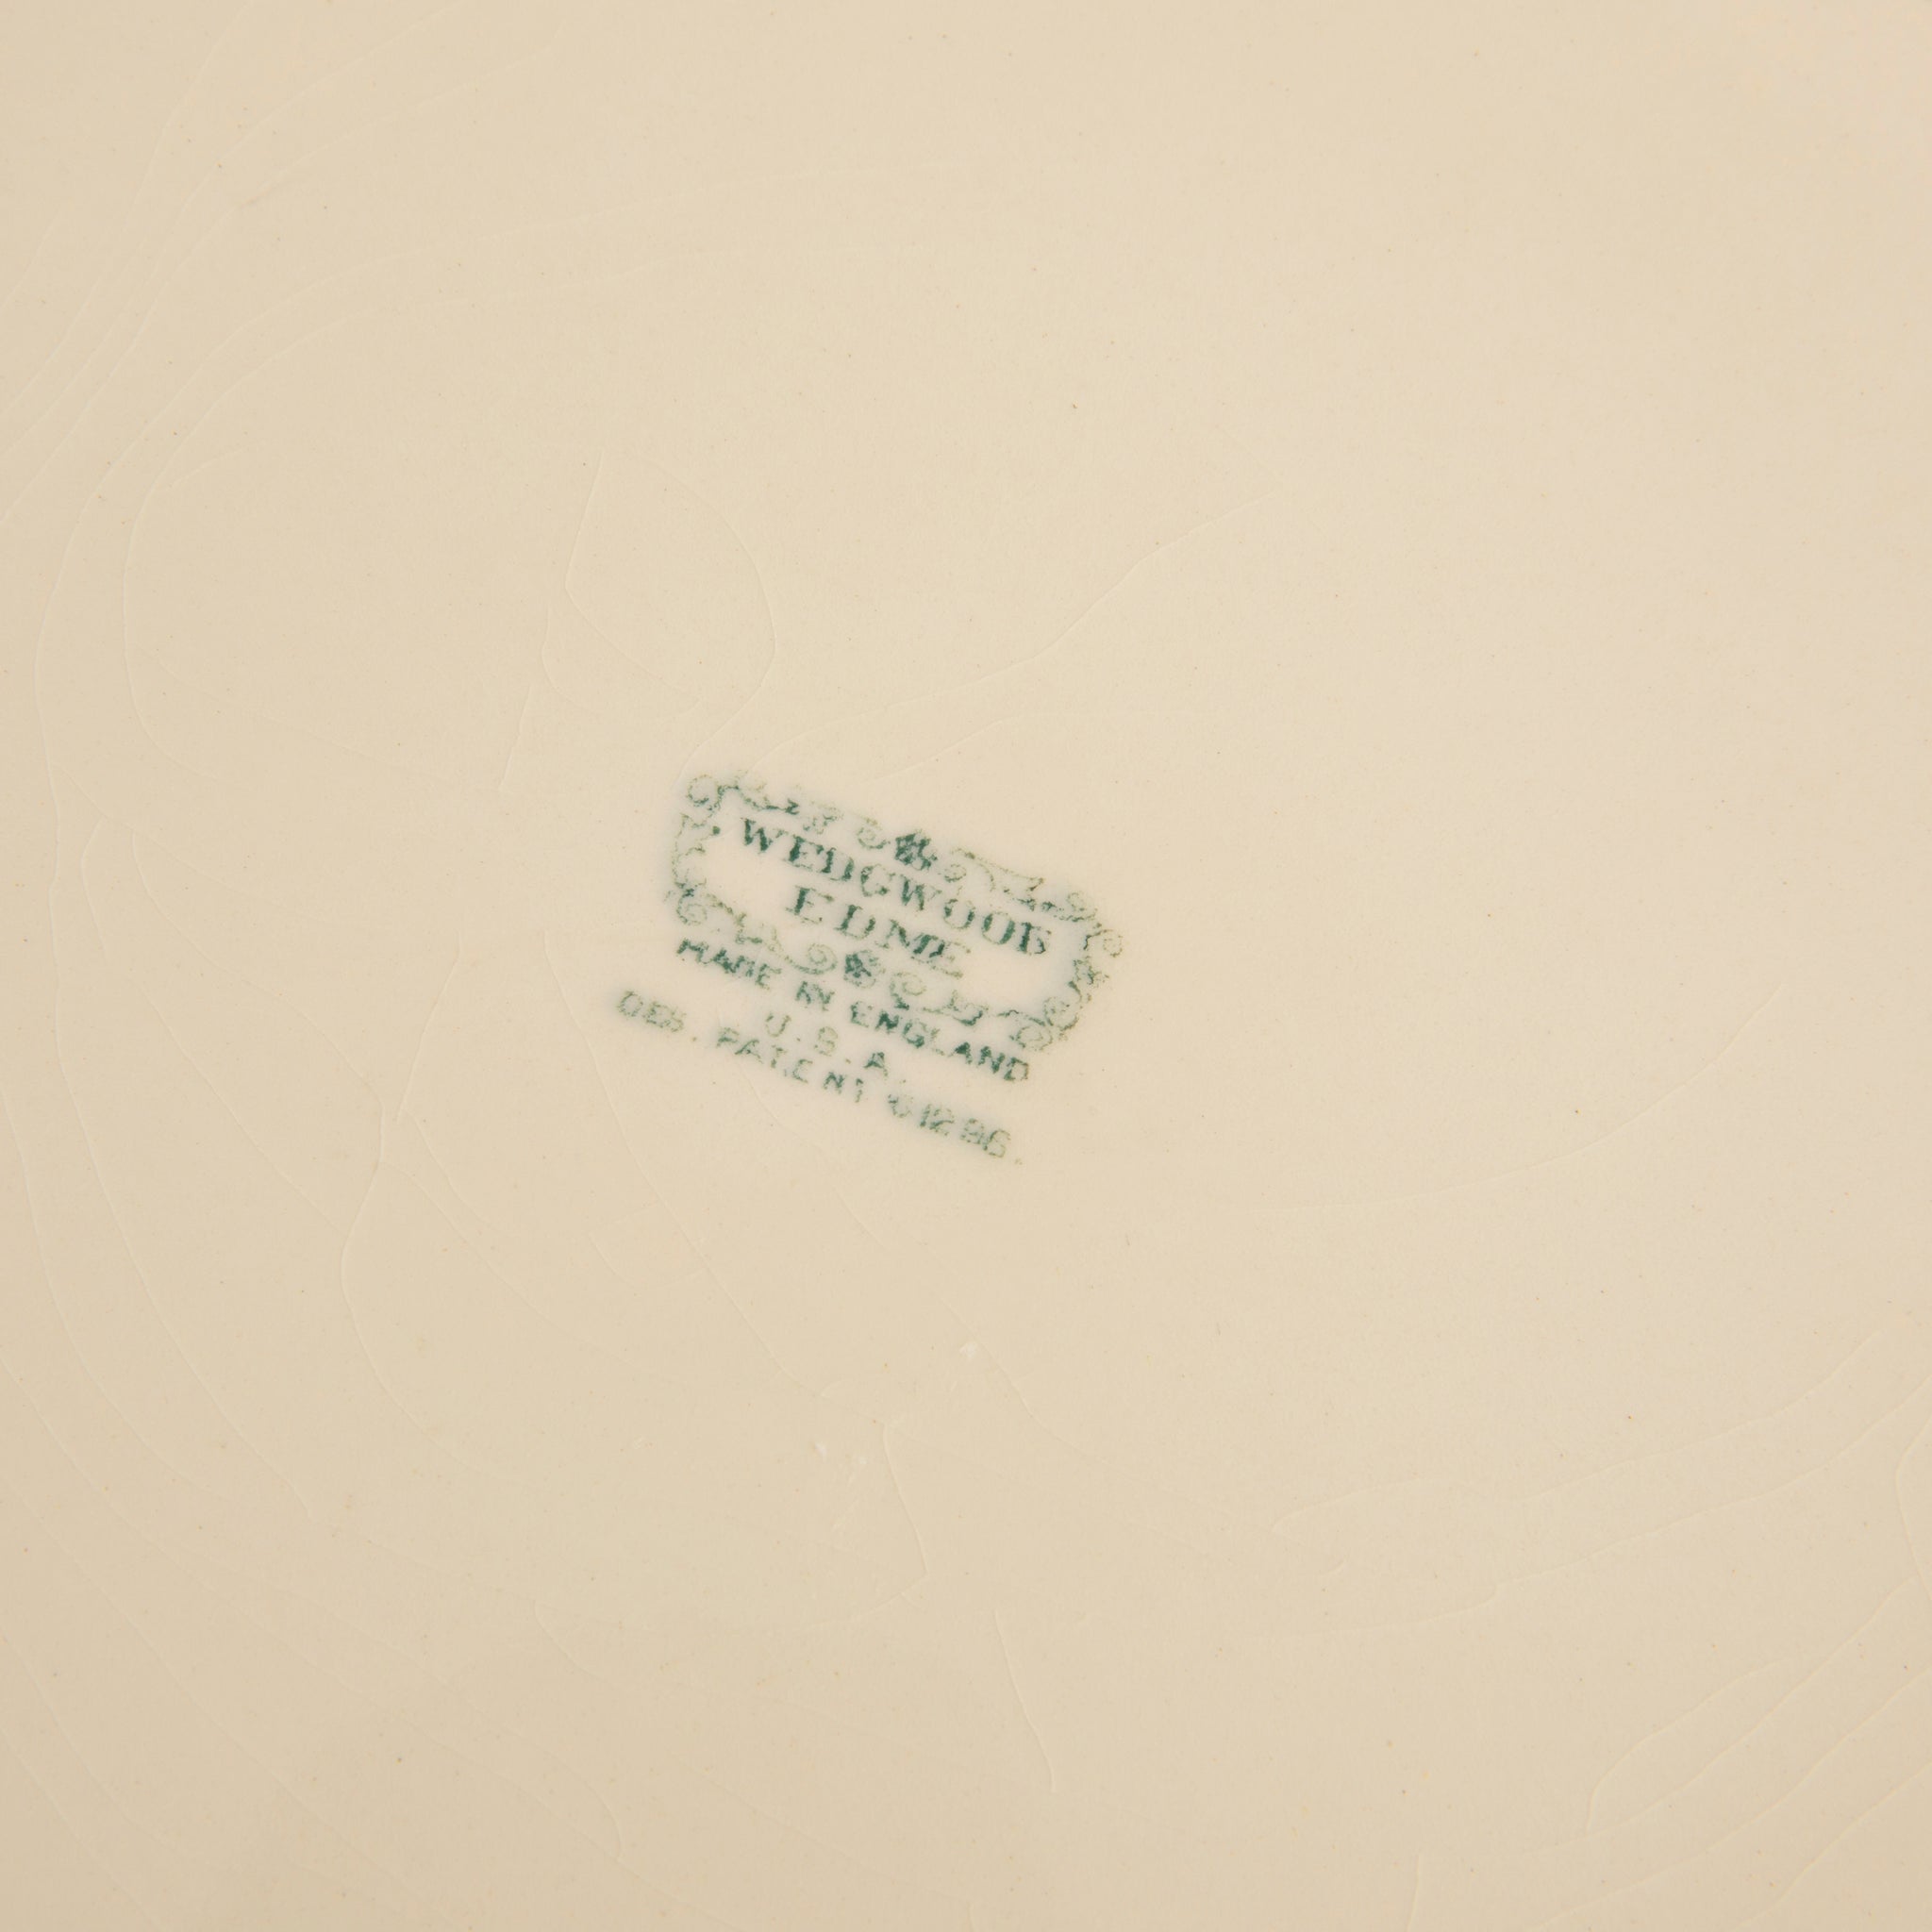 WEDGWOOD
EDME
MADE IN ENGLAND
U.S.A.
DES. PATENT